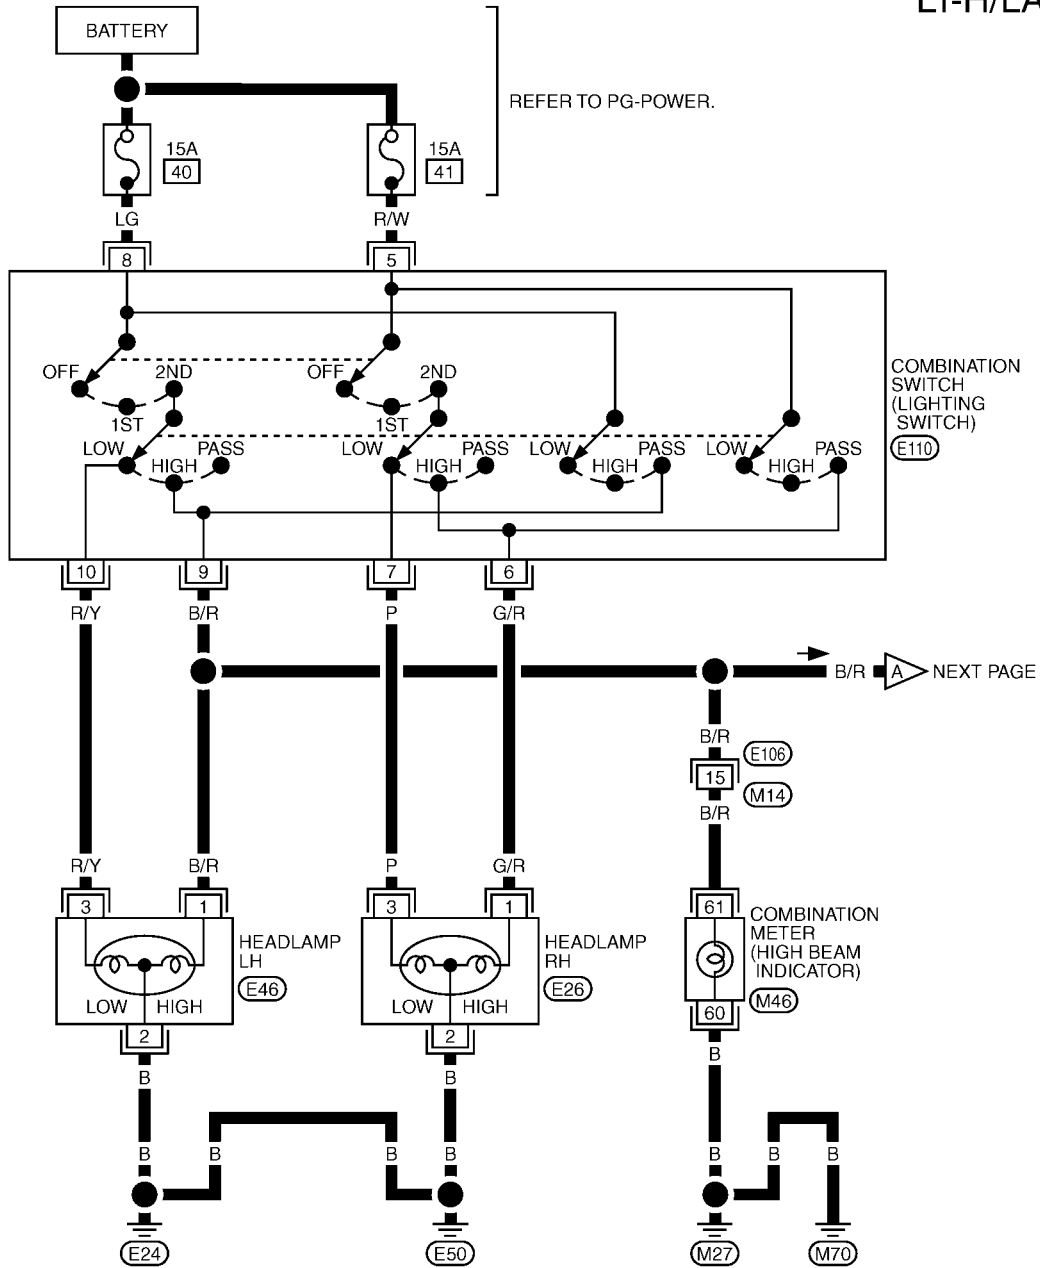 BATTERY
REFER TO PG-POWER.
15A
40
15A
41
LG
R/W
8
5
OFF
2ND
1ST
OFF
2ND
1ST
LOW
HIGH
PASS
LOW
HIGH
PASS
LOW
HIGH
PASS
LOW
HIGH
PASS
COMBINATION
SWITCH
(LIGHTING
SWITCH)
E110
10
9
7
6
R/Y
B/R
P
G/R
B/R
A
NEXT PAGE
B/R
E106
15
M14
B/R
R/Y
B/R
P
G/R
3
1
3
1
61
HEADLAMP
LH
E46
LOW
HIGH
HEADLAMP
RH
E26
LOW
HIGH
COMBINATION
METER
(HIGH BEAM
INDICATOR)
M46
2
2
60
B
B
B
B
B
B
B
B
B
B
E24
E50
M27
M70